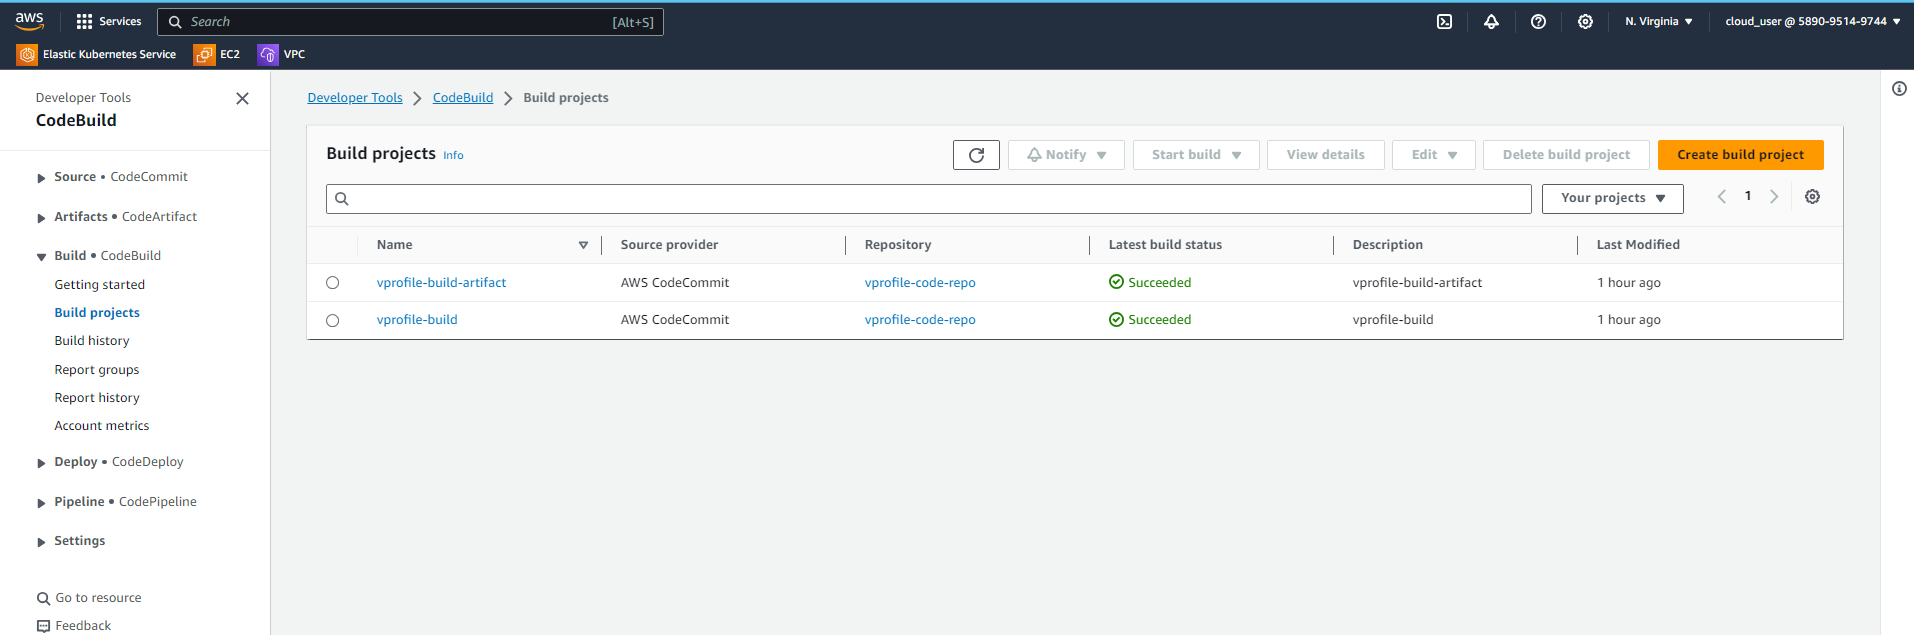 aws Services Search [Alt+S] N. Virginia ▼ cloud_user @ 5890-9514-9744 ▼
Elastic Kubernetes Service EC2 VPC
Developer Tools
CodeBuild
Source • CodeCommit
Artifacts • CodeArtifact
Build • CodeBuild
Getting started
Build projects
Build history
Report groups
Report history
Account metrics
Deploy • CodeDeploy
Pipeline • CodePipeline
Settings
Go to resource
Feedback
Developer Tools > CodeBuild > Build projects
Build projects Info Notify ▼ Start build ▼ View details Edit ▼ Delete build project Create build project
Your projects ▼ < 1 >
Name Source provider Repository Latest build status Description Last Modified
vprofile-build-artifact AWS CodeCommit vprofile-code-repo Succeeded vprofile-build-artifact 1 hour ago
vprofile-build AWS CodeCommit vprofile-code-repo Succeeded vprofile-build 1 hour ago